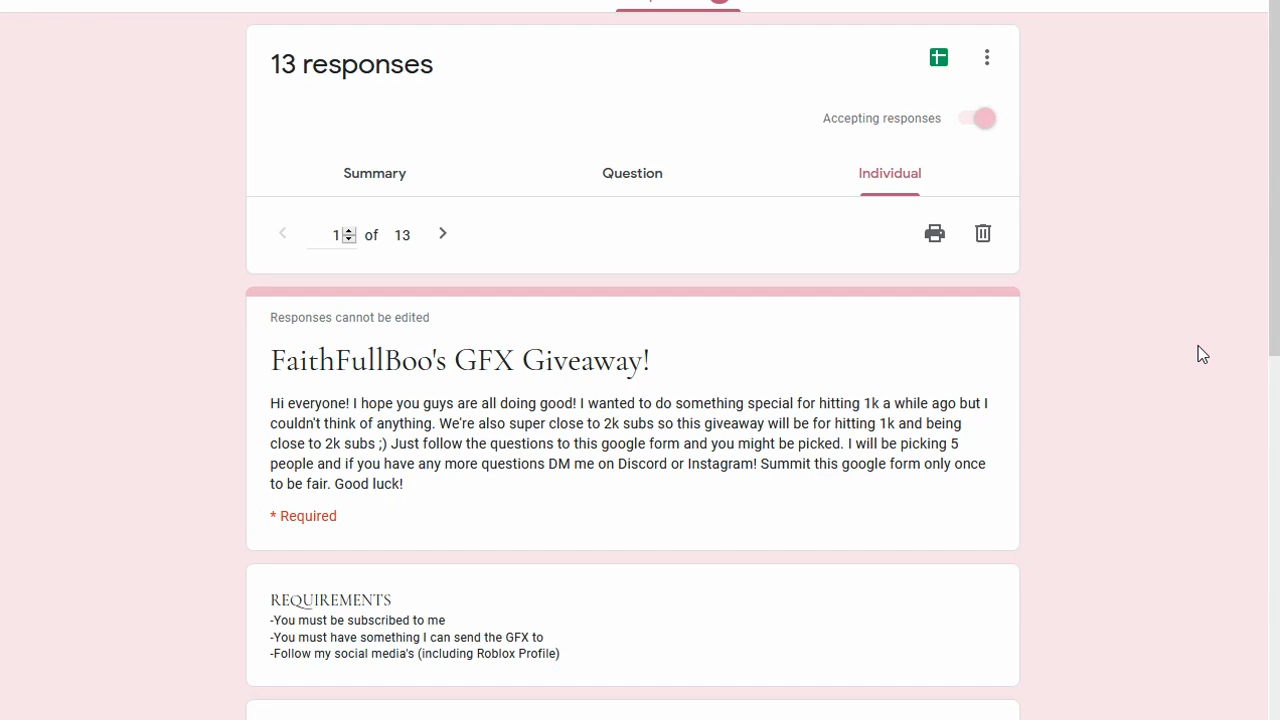 13 responses
Accepting responses
Summary Question Individual
1 of 13
Responses cannot be edited
FaithFullBoo's GFX Giveaway!
Hi everyone! I hope you guys are all doing good! I wanted to do something special for hitting 1k a while ago but I
couldn't think of anything. We're also super close to 2k subs so this giveaway will be for hitting 1k and being
close to 2k subs ;) Just follow the questions to this google form and you might be picked. I will be picking 5
people and if you have any more questions DM me on Discord or Instagram! Summit this google form only once
to be fair. Good luck!
* Required
REQUIREMENTS
-You must be subscribed to me
-You must have something I can send the GFX to
-Follow my social media's (including Roblox Profile)